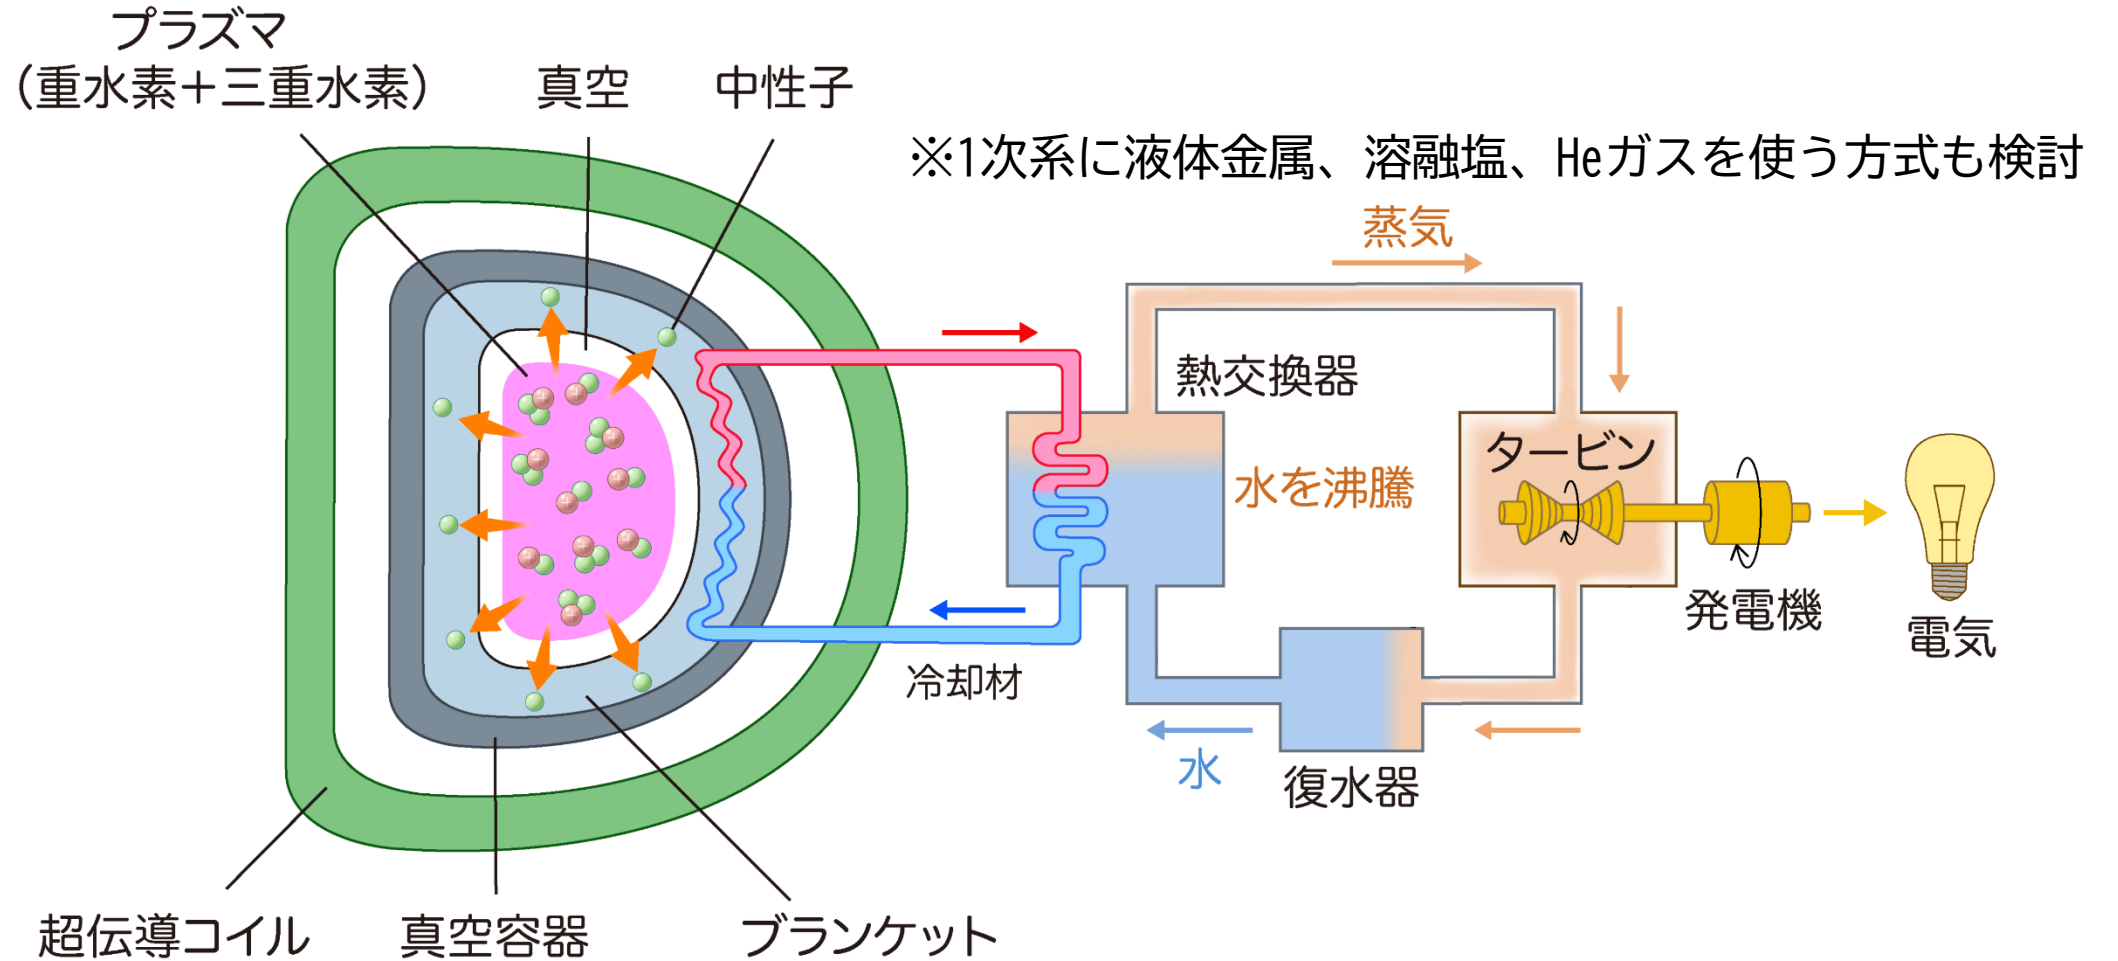 プラズマ
(重水素＋三重水素)
真空
中性子
※1次系に液体金属、溶融塩、Heガスを使う方式も検討
蒸気
熱交換器
タービン
水を沸騰
発電機
電気
冷却材
水
復水器
超伝導コイル
真空容器
ブランケット